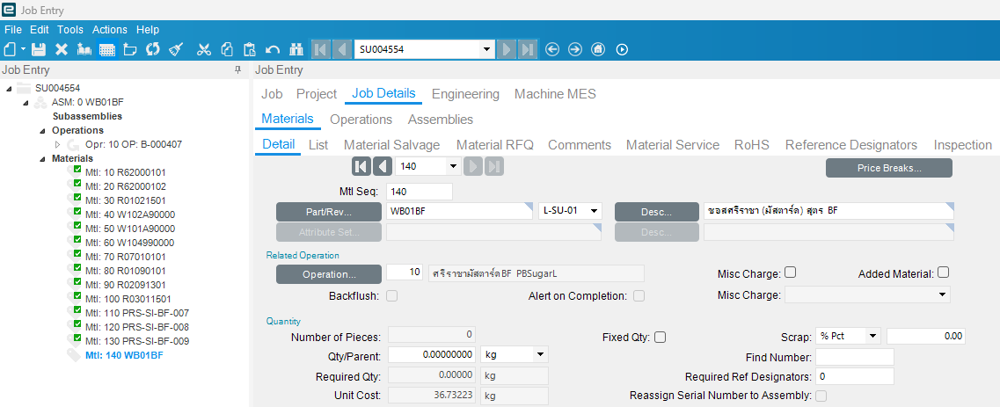 Job Entry
File Edit Tools Actions Help
SU004554
Job Entry
SU004554
ASM: 0 WB01BF
Subassemblies
Operations
Opr: 10 OP: B-000407
Materials
Mtl: 10 R62000101
Mtl: 20 R62000102
Mtl: 30 R01021501
Mtl: 40 W102A90000
Mtl: 50 W101A90000
Mtl: 60 W104990000
Mtl: 70 R07010101
Mtl: 80 R01090101
Mtl: 90 R02091301
Mtl: 100 R03011501
Mtl: 110 PRS-SI-BF-007
Mtl: 120 PRS-SI-BF-008
Mtl: 130 PRS-SI-BF-009
Mtl: 140 WB01BF
Job Entry
Job Project Job Details Engineering Machine MES
Materials Operations Assemblies
Detail List Material Salvage Material RFQ Comments Material Service RoHS Reference Designators Inspection
140 Price Breaks...
Mtl Seq: 140
Part/Rev... WB01BF L-SU-01 Desc... ซอสศรีราชา (มัสตาร์ด) สูตร BF
Attribute Set... Desc...
Related Operation
Operation... 10 ศรีราชามัสตาร์ดBF PBSugarL Misc Charge: Added Material:
Backflush: Alert on Completion: Misc Charge:
Quantity
Number of Pieces: 0 Fixed Qty: Scrap: % Pct 0.00
Qty/Parent: 0.00000000 kg Find Number:
Required Qty: 0.00000 kg Required Ref Designators: 0
Unit Cost: 36.73223 kg Reassign Serial Number to Assembly: